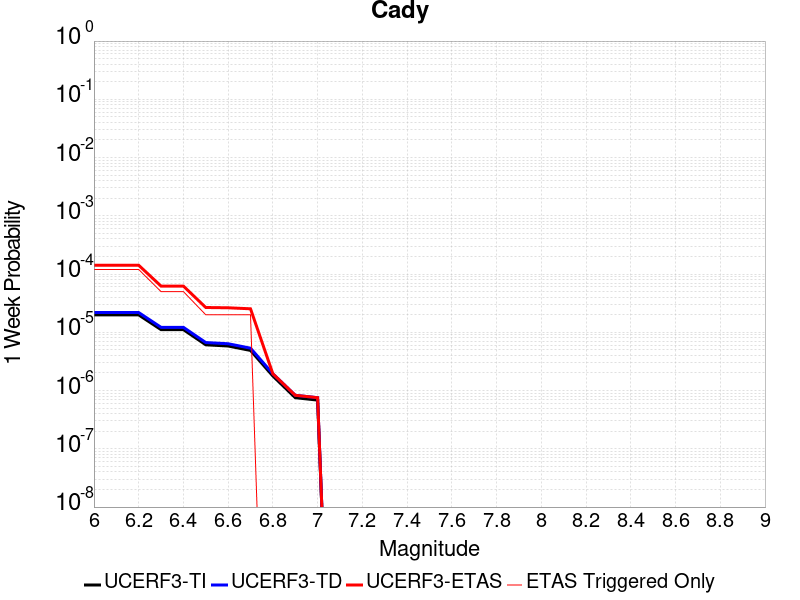 Cady
10^0
10^-1
10^-2
10^-3
10^-4
10^-5
10^-6
10^-7
10^-8
1 Week Probability
6 6.2 6.4 6.6 6.8 7 7.2 7.4 7.6 7.8 8 8.2 8.4 8.6 8.8 9
Magnitude
UCERF3-TI UCERF3-TD UCERF3-ETAS ETAS Triggered Only